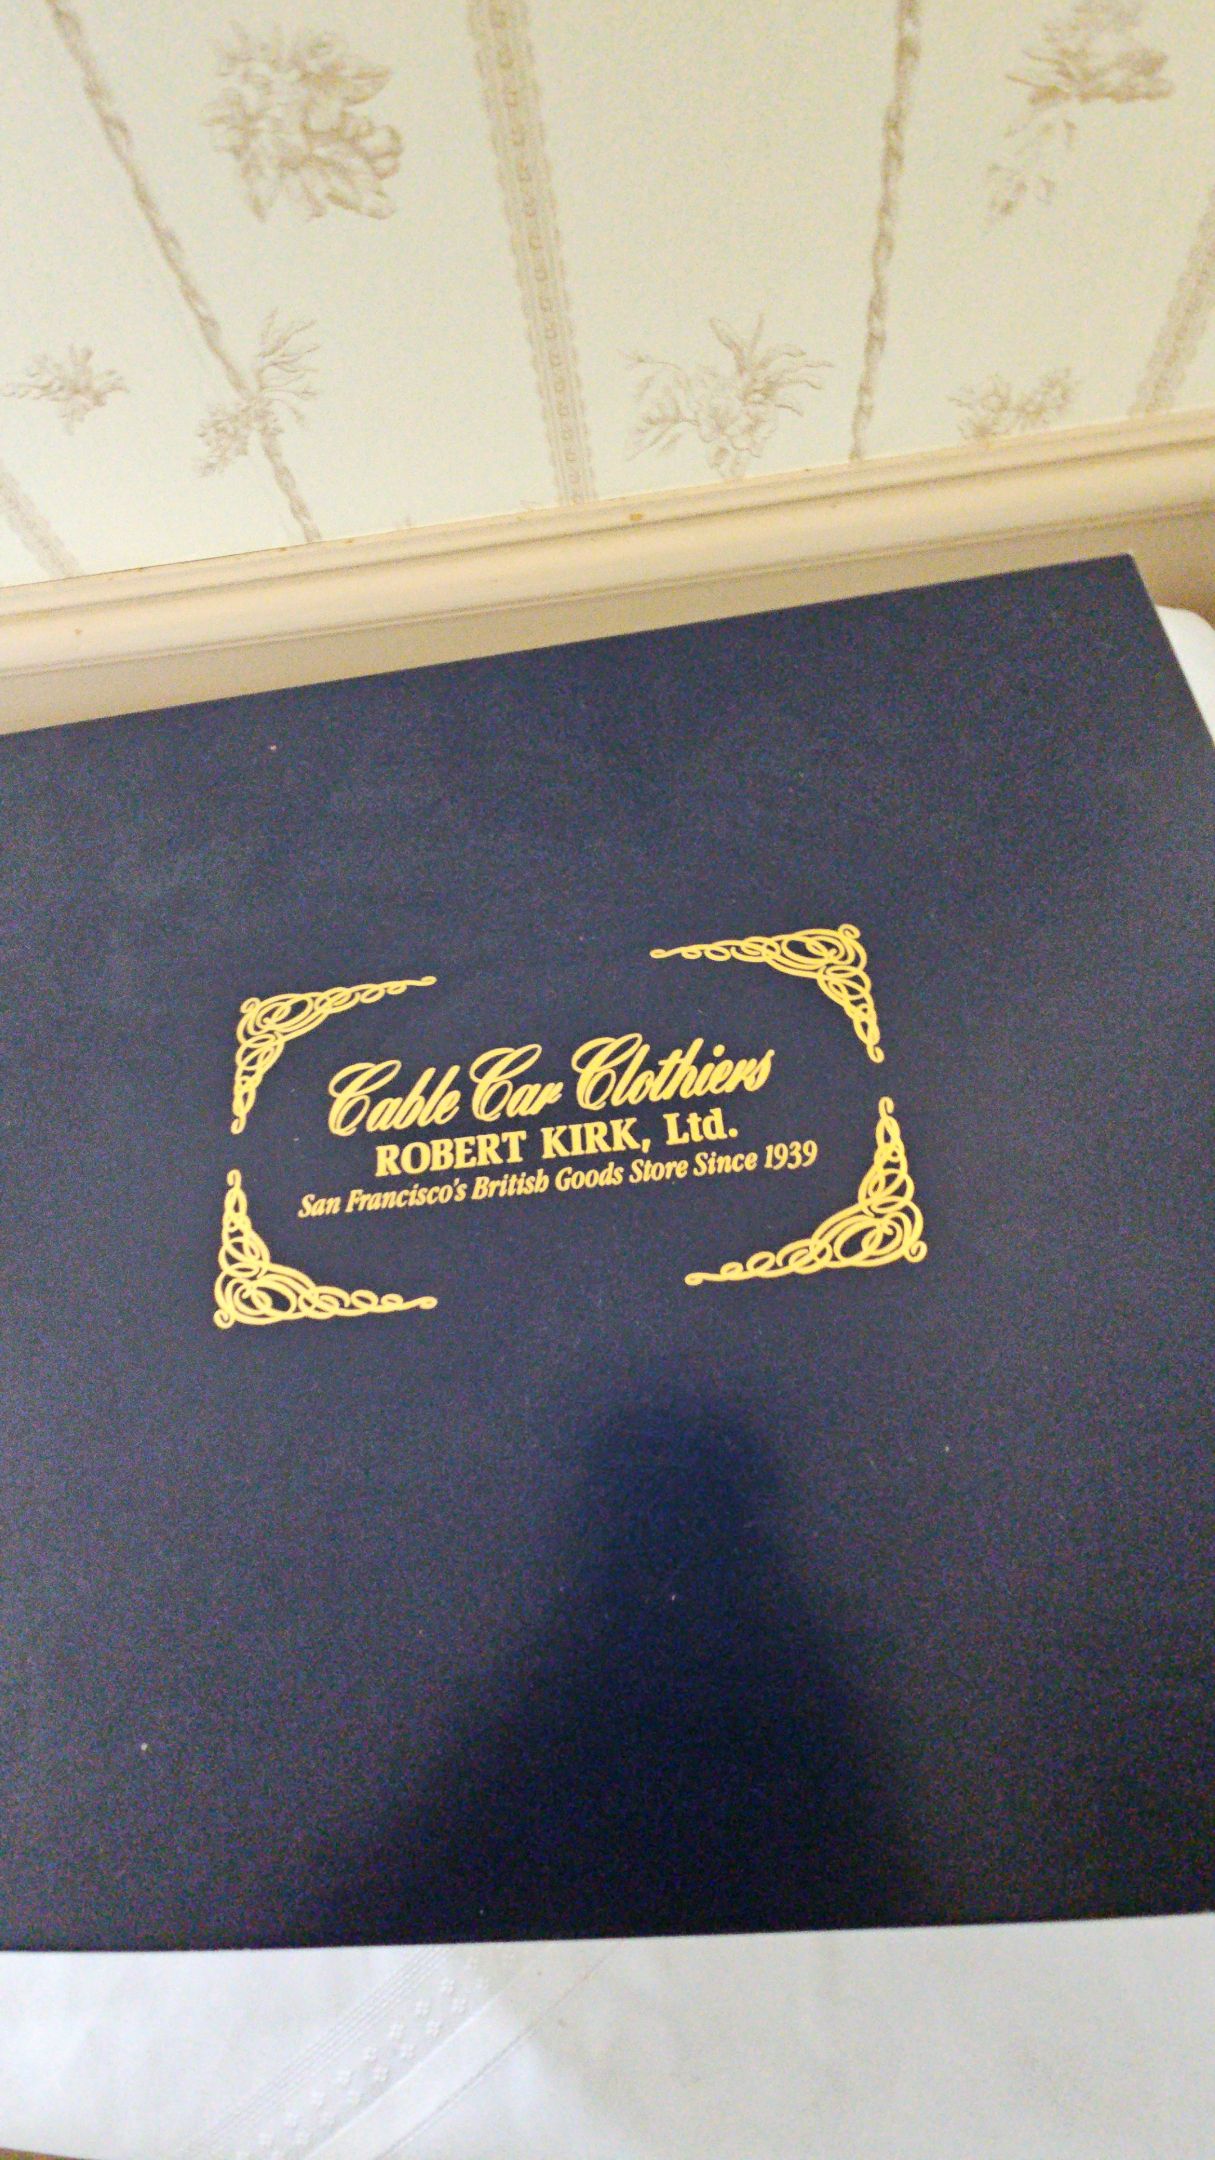 Cable Car Clothiers
ROBERT KIRK, Ltd.
San Francisco's British Goods Store Since 1939